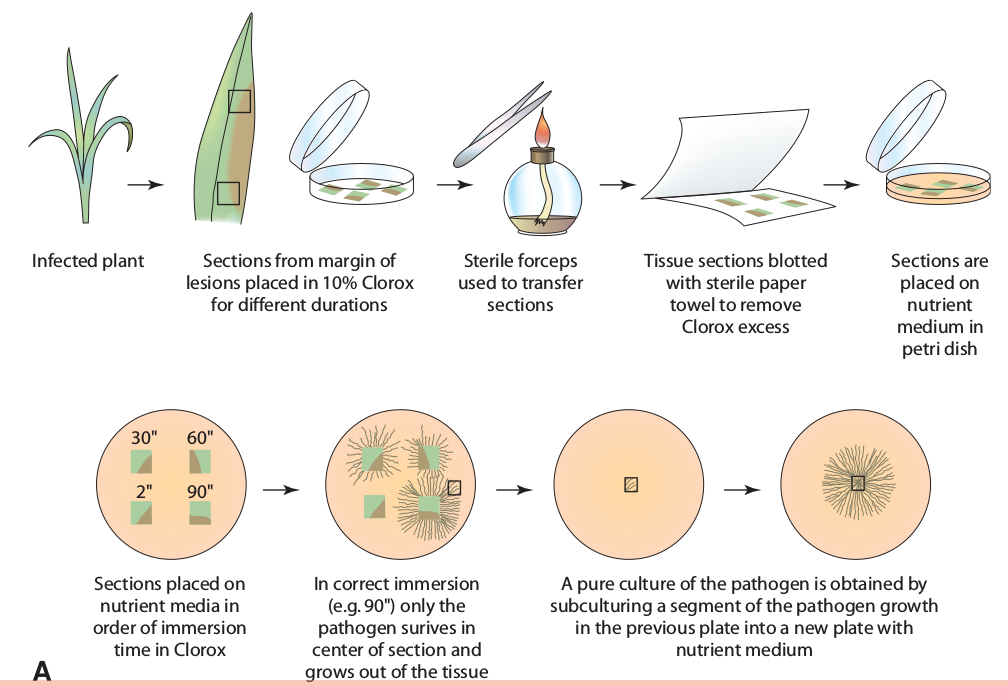 Infected plant
Sections from margin of
lesions placed in 10% Clorox
for different durations
Sterile forceps
used to transfer
sections
Tissue sections blotted
with sterile paper
towel to remove
Clorox excess
Sections are
placed on
nutrient
medium in
petri dish
30" 60"
2" 90"
Sections placed on
nutrient media in
order of immersion
time in Clorox
In correct immersion
(e.g. 90") only the
pathogen surives in
center of section and
grows out of the tissue
A pure culture of the pathogen is obtained by
subculturing a segment of the pathogen growth
in the previous plate into a new plate with
nutrient medium
A